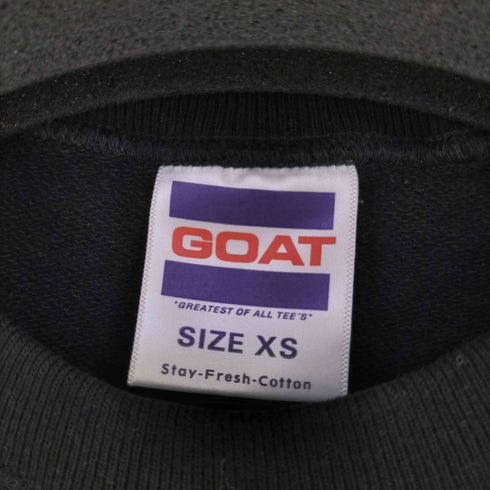 GOAT
"GREATEST OF ALL TEE'S"
SIZE XS
Stay-Fresh-Cotton